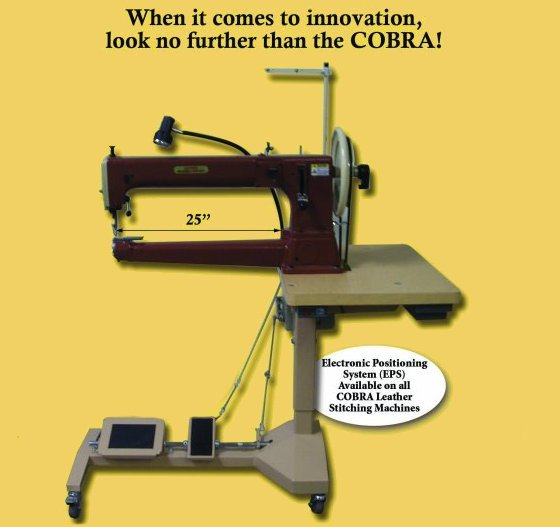 When it comes to innovation,
look no further than the COBRA!
25”
Electronic Positioning
System (EPS)
Available on all
COBRA Leather
Stitching Machines